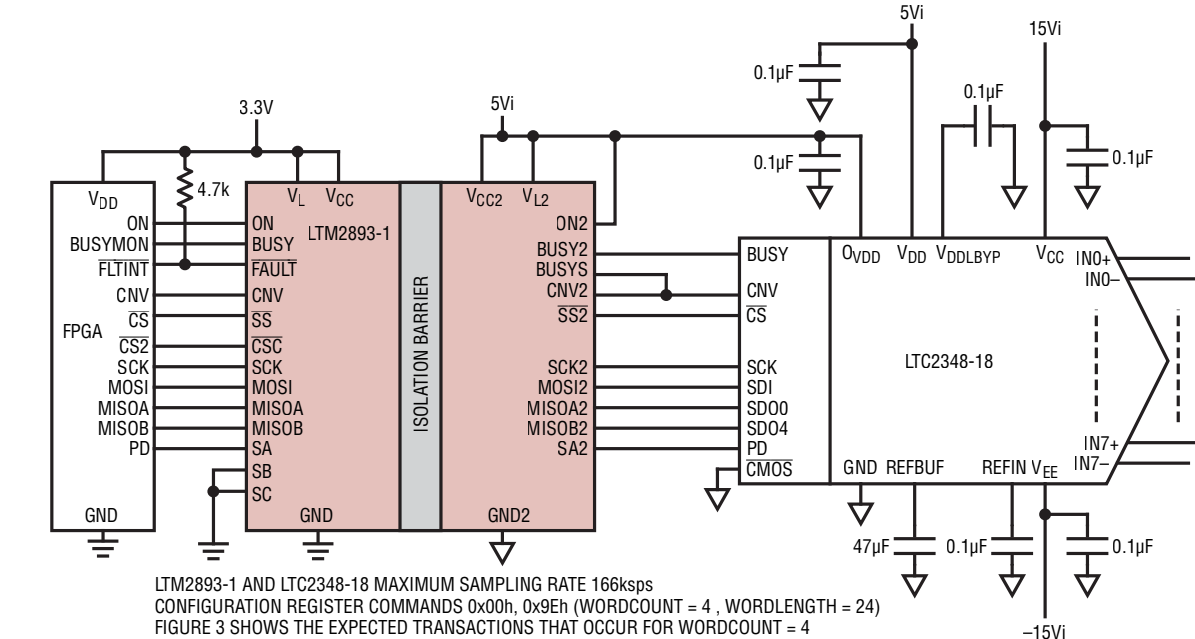 5Vi
15Vi
0.1µF
0.1µF
3.3V
5Vi
4.7k
0.1µF
0.1µF
VDD
ON
BUSYMON
FLTINT
CNV
CS
FPGA
CS2
SCK
MOSI
MISOA
MISOB
PD
GND
VL
VCC
LTM2893-1
ON
BUSY
FAULT
CNV
SS
CSC
SCK
MOSI
MISOA
MISOB
SA
SB
SC
GND
ISOLATION BARRIER
VCC2
VL2
ON2
BUSY2
BUSYS
CNV2
SS2
SCK2
MOSI2
MISOA2
MISOB2
SA2
GND2
BUSY
CNV
CS
SCK
SDI
SDO0
SDO4
PD
CMOS
OVDD
VDD
VDDLBYP
VCC
IN0+
IN0–
LTC2348-18
IN7+
IN7–
GND
REFBUF
REFIN
VEE
47µF
0.1µF
0.1µF
–15Vi
LTM2893-1 AND LTC2348-18 MAXIMUM SAMPLING RATE 166ksps
CONFIGURATION REGISTER COMMANDS 0x00h, 0x9Eh (WORDCOUNT = 4 , WORDLENGTH = 24)
FIGURE 3 SHOWS THE EXPECTED TRANSACTIONS THAT OCCUR FOR WORDCOUNT = 4